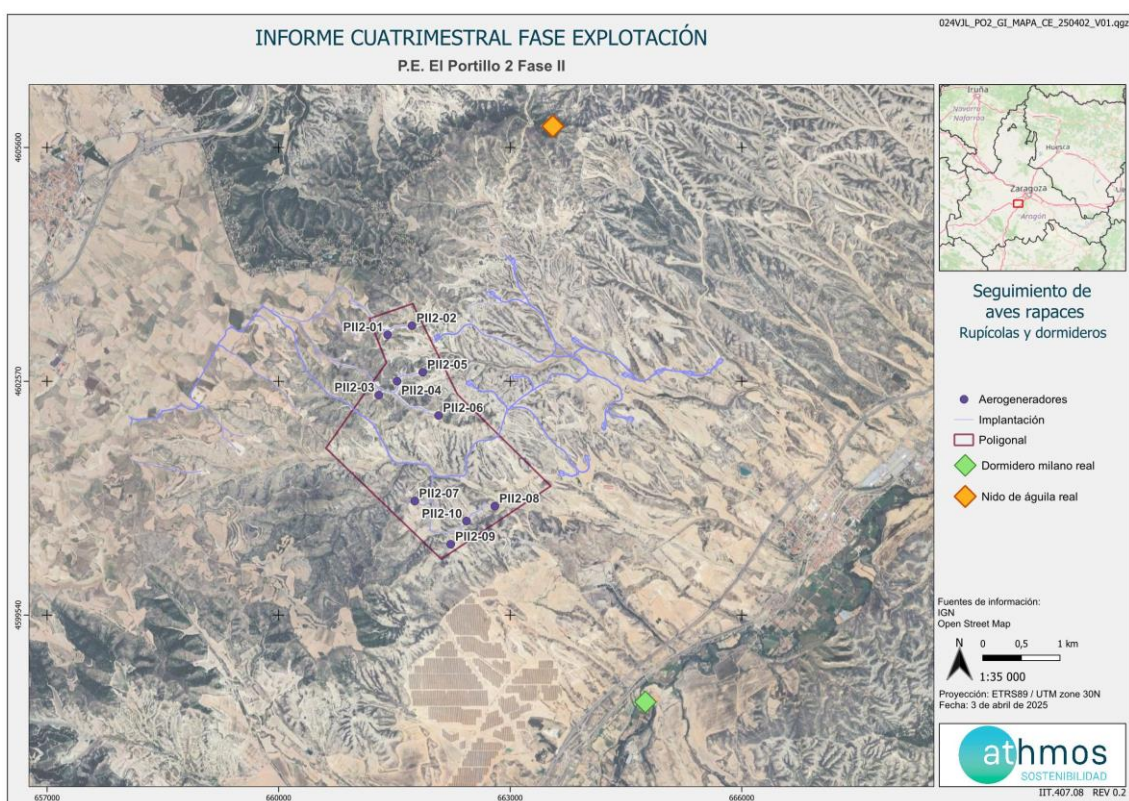 024VJL_PO2_GI_MAPA_CE_250402_V01.qgz
INFORME CUATRIMESTRAL FASE EXPLOTACIÓN
P.E. El Portillo 2 Fase II
4605600
4602570
4599540
657000
660000
663000
666000
PII2-01
PII2-02
PII2-05
PII2-03
PII2-04
PII2-06
PII2-07
PII2-08
PII2-10
PII2-09
Iruña
Navarra
Nafarroa
Huesca
Zaragoza
Aragón
Seguimiento de
aves rapaces
Rupícolas y dormideros
Aerogeneradores
Implantación
Poligonal
Dormidero milano real
Nido de águila real
Fuentes de información:
IGN
Open Street Map
N
0 0,5 1 km
1:35 000
Proyección: ETRS89 / UTM zone 30N
Fecha: 3 de abril de 2025
athmos
SOSTENIBILIDAD
IIT.407.08 REV 0.2